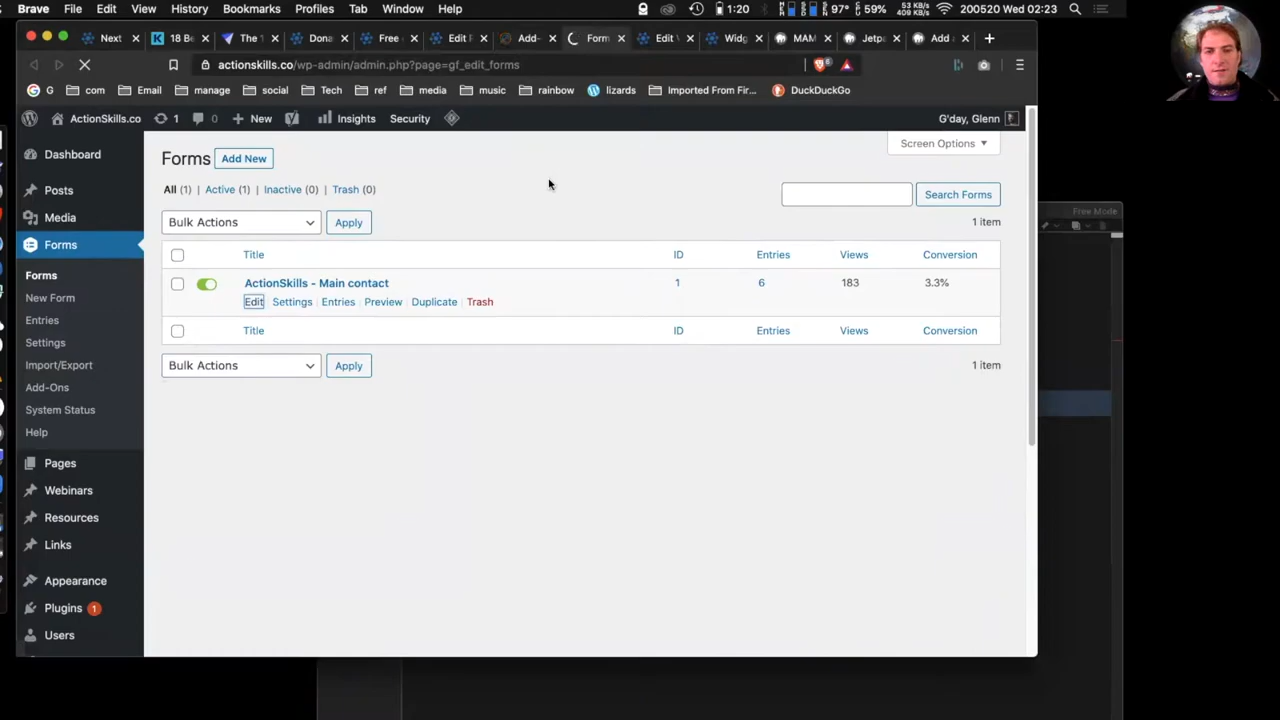 Brave File Edit View History Bookmarks Profiles Tab Window Help 1:20 97° 59% 53 KB/s 409 KB/s 200520 Wed 02:23
Next 18 Be The Dona Free Edit F Add- Form Edit V Widg MAM Jetpa Add
actionskills.co/wp-admin/admin.php?page=gf_edit_forms
G com Email manage social Tech ref media music rainbow lizards Imported From Fir... DuckDuckGo
ActionSkills.co 1 0 New Insights Security G'day, Glenn
Screen Options
Dashboard
Posts
Media
Forms
Forms
New Form
Entries
Settings
Import/Export
Add-Ons
System Status
Help
Pages
Webinars
Resources
Links
Appearance
Plugins 1
Users
Forms Add New
All (1) | Active (1) | Inactive (0) | Trash (0)
Search Forms
Bulk Actions Apply 1 item
Title ID Entries Views Conversion
ActionSkills - Main contact 1 6 183 3.3%
Edit | Settings | Entries | Preview | Duplicate | Trash
Title ID Entries Views Conversion
Bulk Actions Apply 1 item
Free Mode